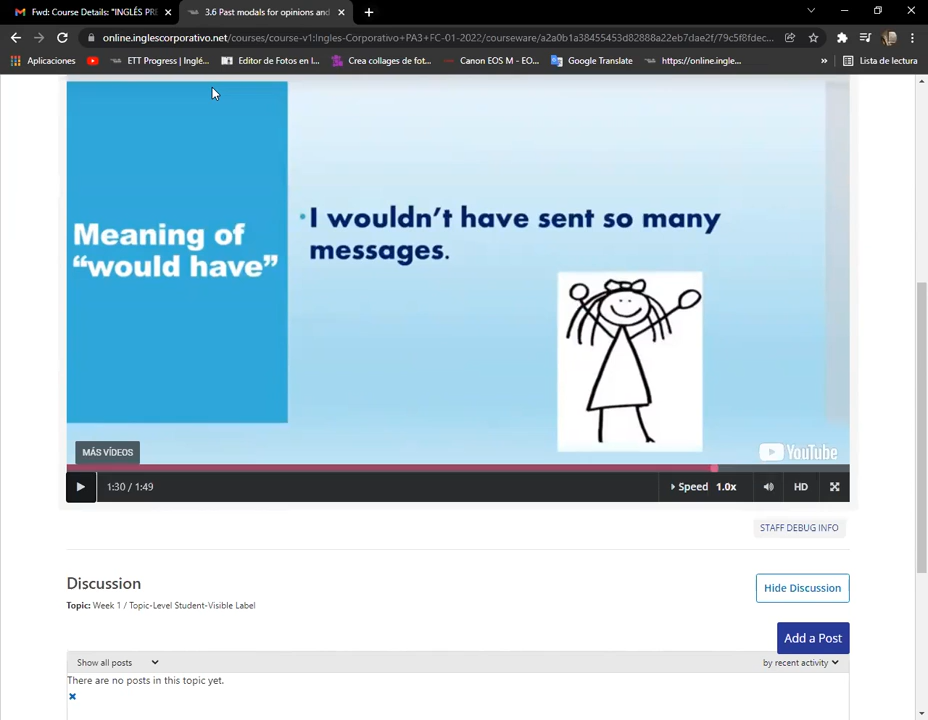 Fwd: Course Details: "INGLÉS PRE
3.6 Past modals for opinions and
online.inglescorporativo.net/courses/course-v1:Ingles-Corporativo+PA3+FC-01-2022/courseware/a2a0b1a38455453d82888a22eb7dae2f/79c5f8fdec...
Aplicaciones
ETT Progress | Inglé...
Editor de Fotos en l...
Crea collages de fot...
Canon EOS M - EO...
Google Translate
https://online.ingle...
»
Lista de lectura
Meaning of
“would have”
• I wouldn’t have sent so many
messages.
MÁS VÍDEOS
YouTube
1:30 / 1:49
Speed 1.0x
HD
STAFF DEBUG INFO
Discussion
Hide Discussion
Topic: Week 1 / Topic-Level Student-Visible Label
Add a Post
Show all posts
by recent activity
There are no posts in this topic yet.